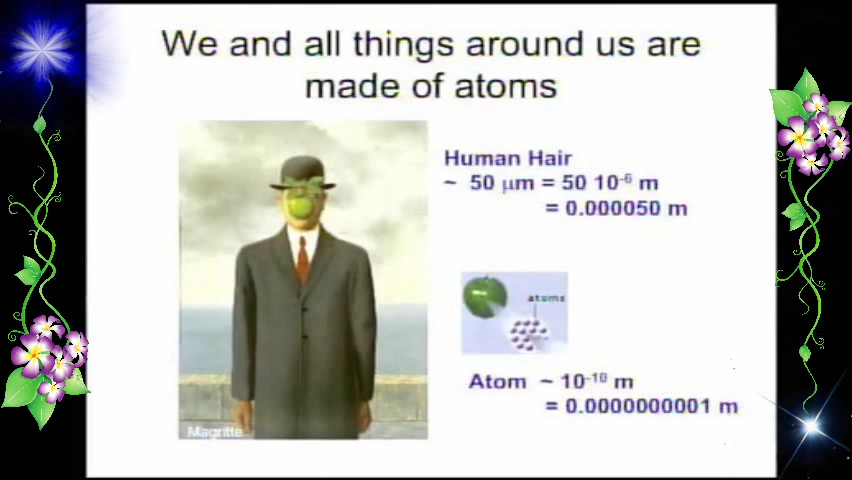 We and all things around us are
made of atoms
Human Hair
~ 50 μm = 50 10⁻⁶ m
= 0.000050 m
atoms
Atom ~ 10⁻¹⁰ m
= 0.0000000001 m
Magritte